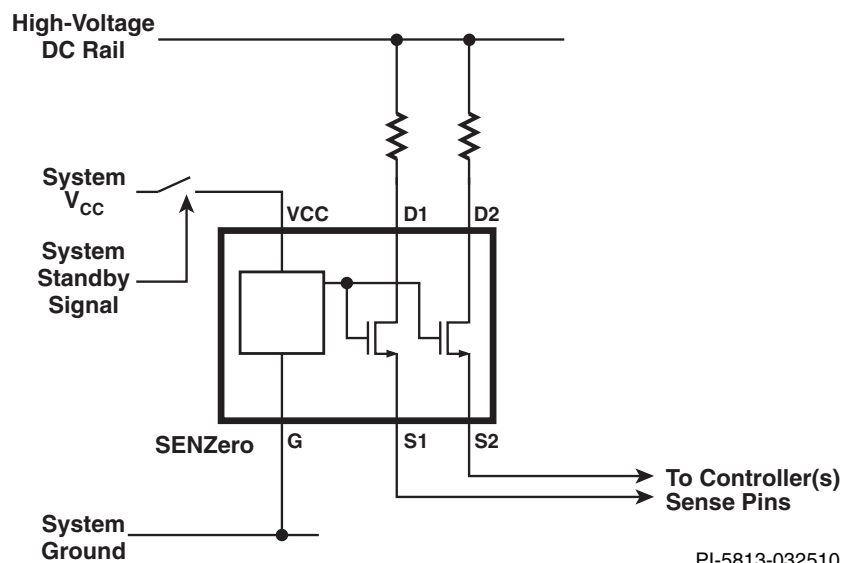 High-Voltage
DC Rail
System
VCC
VCC
D1
D2
System
Standby
Signal
SENZero
G
S1
S2
To Controller(s)
Sense Pins
System
Ground
PI-5813-032510